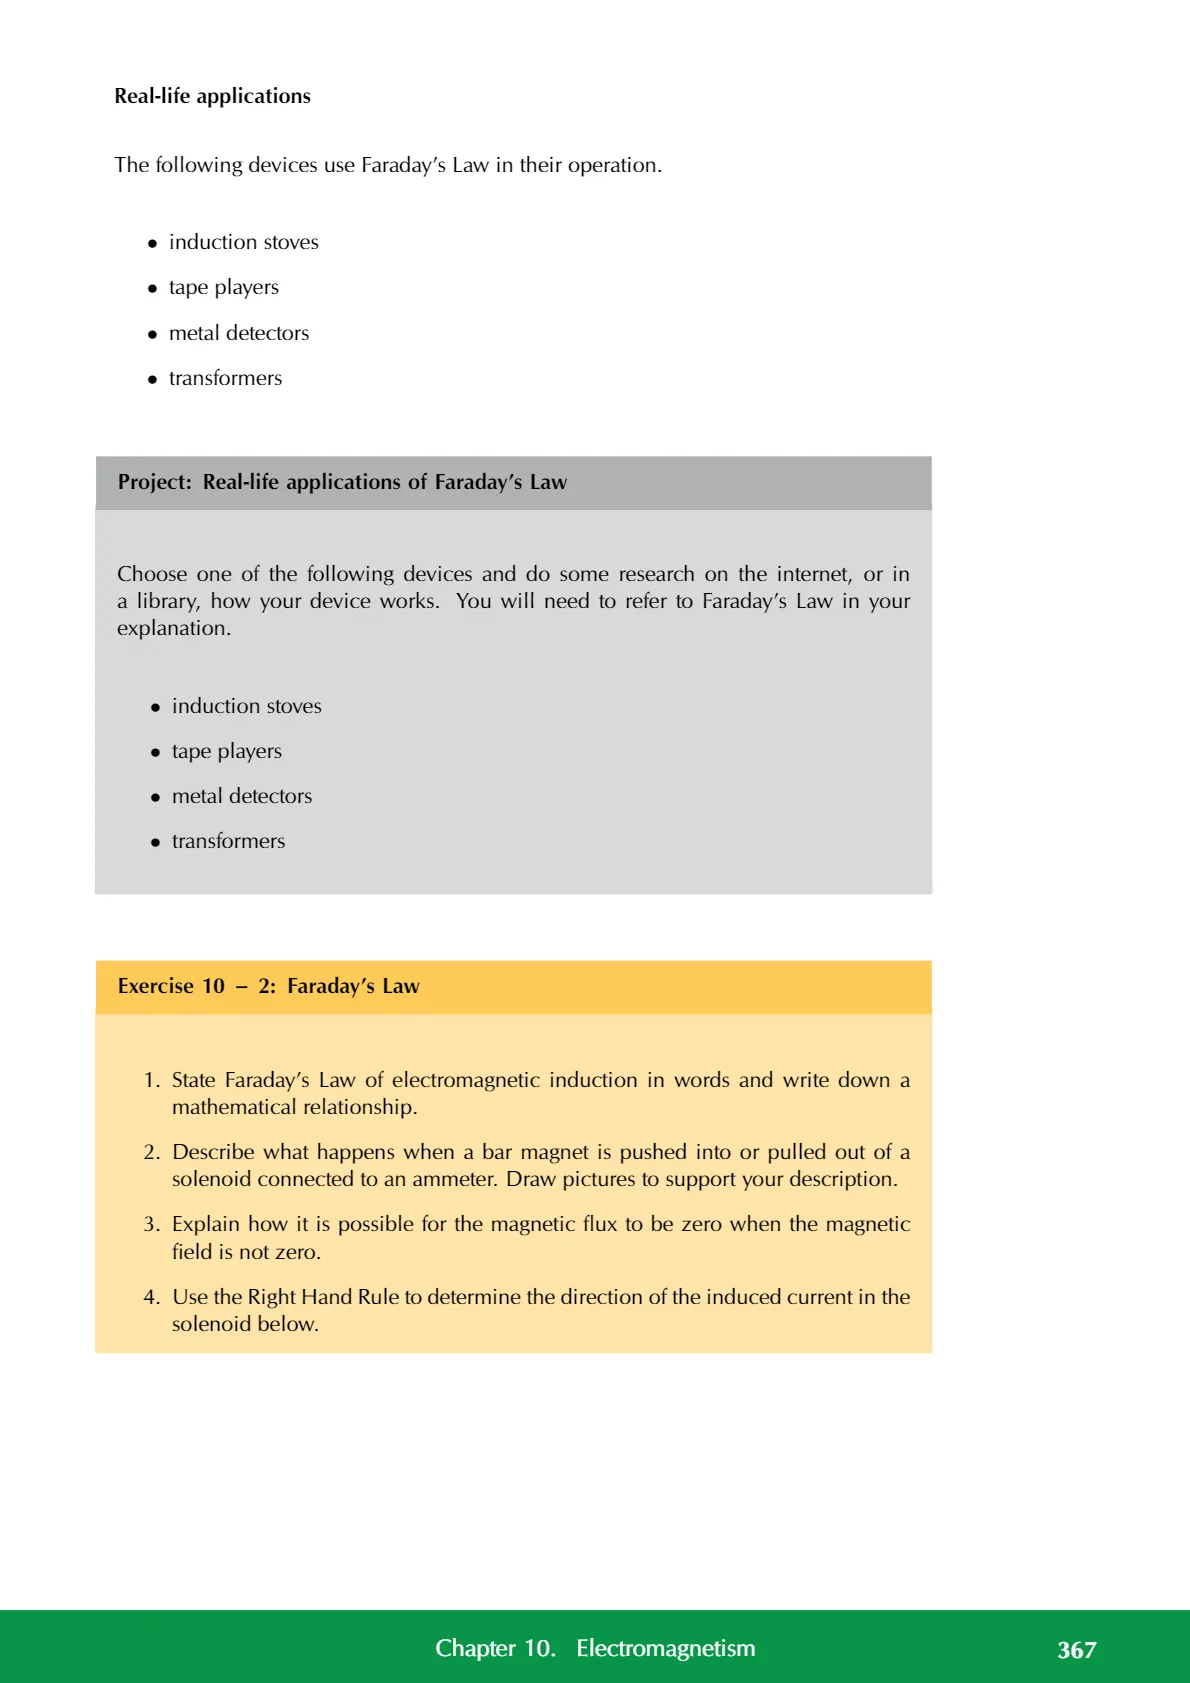 Real-life applications
The following devices use Faraday’s Law in their operation.
• induction stoves
• tape players
• metal detectors
• transformers
Project: Real-life applications of Faraday’s Law
Choose one of the following devices and do some research on the internet, or in
a library, how your device works. You will need to refer to Faraday’s Law in your
explanation.
• induction stoves
• tape players
• metal detectors
• transformers
Exercise 10 – 2: Faraday’s Law
1. State Faraday’s Law of electromagnetic induction in words and write down a
mathematical relationship.
2. Describe what happens when a bar magnet is pushed into or pulled out of a
solenoid connected to an ammeter. Draw pictures to support your description.
3. Explain how it is possible for the magnetic flux to be zero when the magnetic
field is not zero.
4. Use the Right Hand Rule to determine the direction of the induced current in the
solenoid below.
Chapter 10. Electromagnetism 367